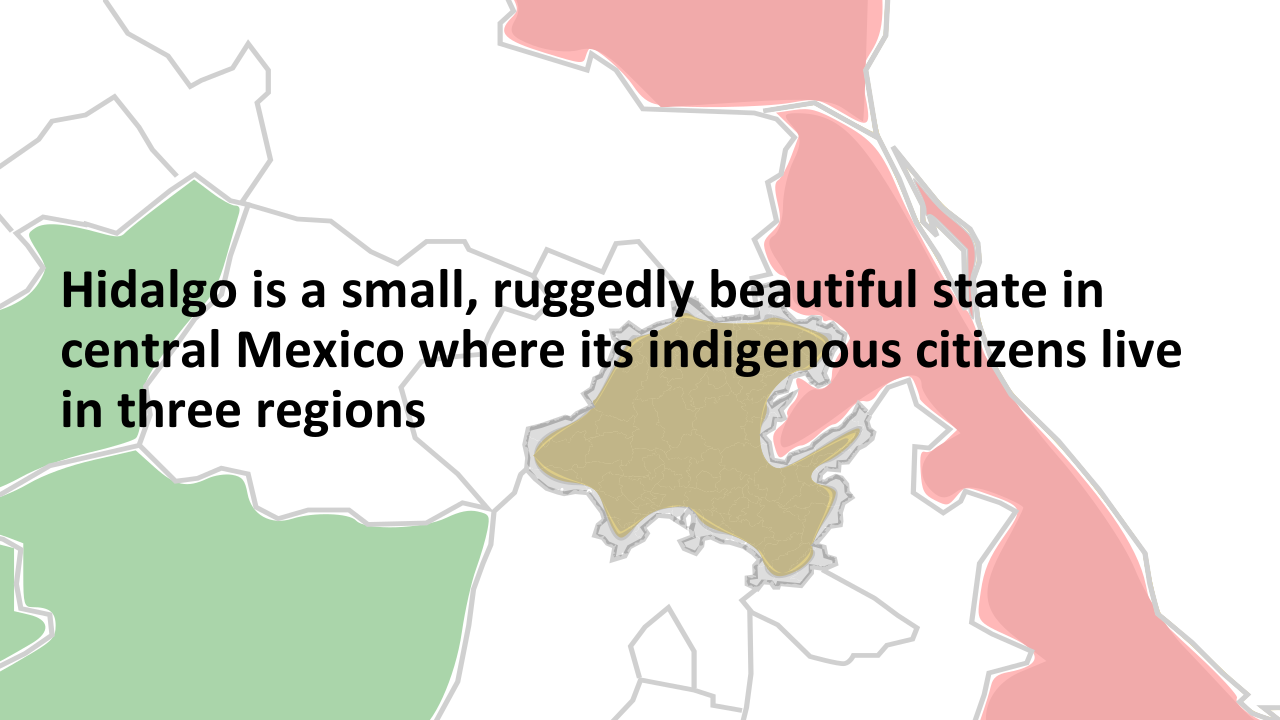 Hidalgo is a small, ruggedly beautiful state in
central Mexico where its indigenous citizens live
in three regions